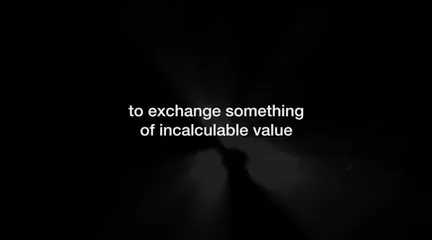 to exchange something
of incalculable value